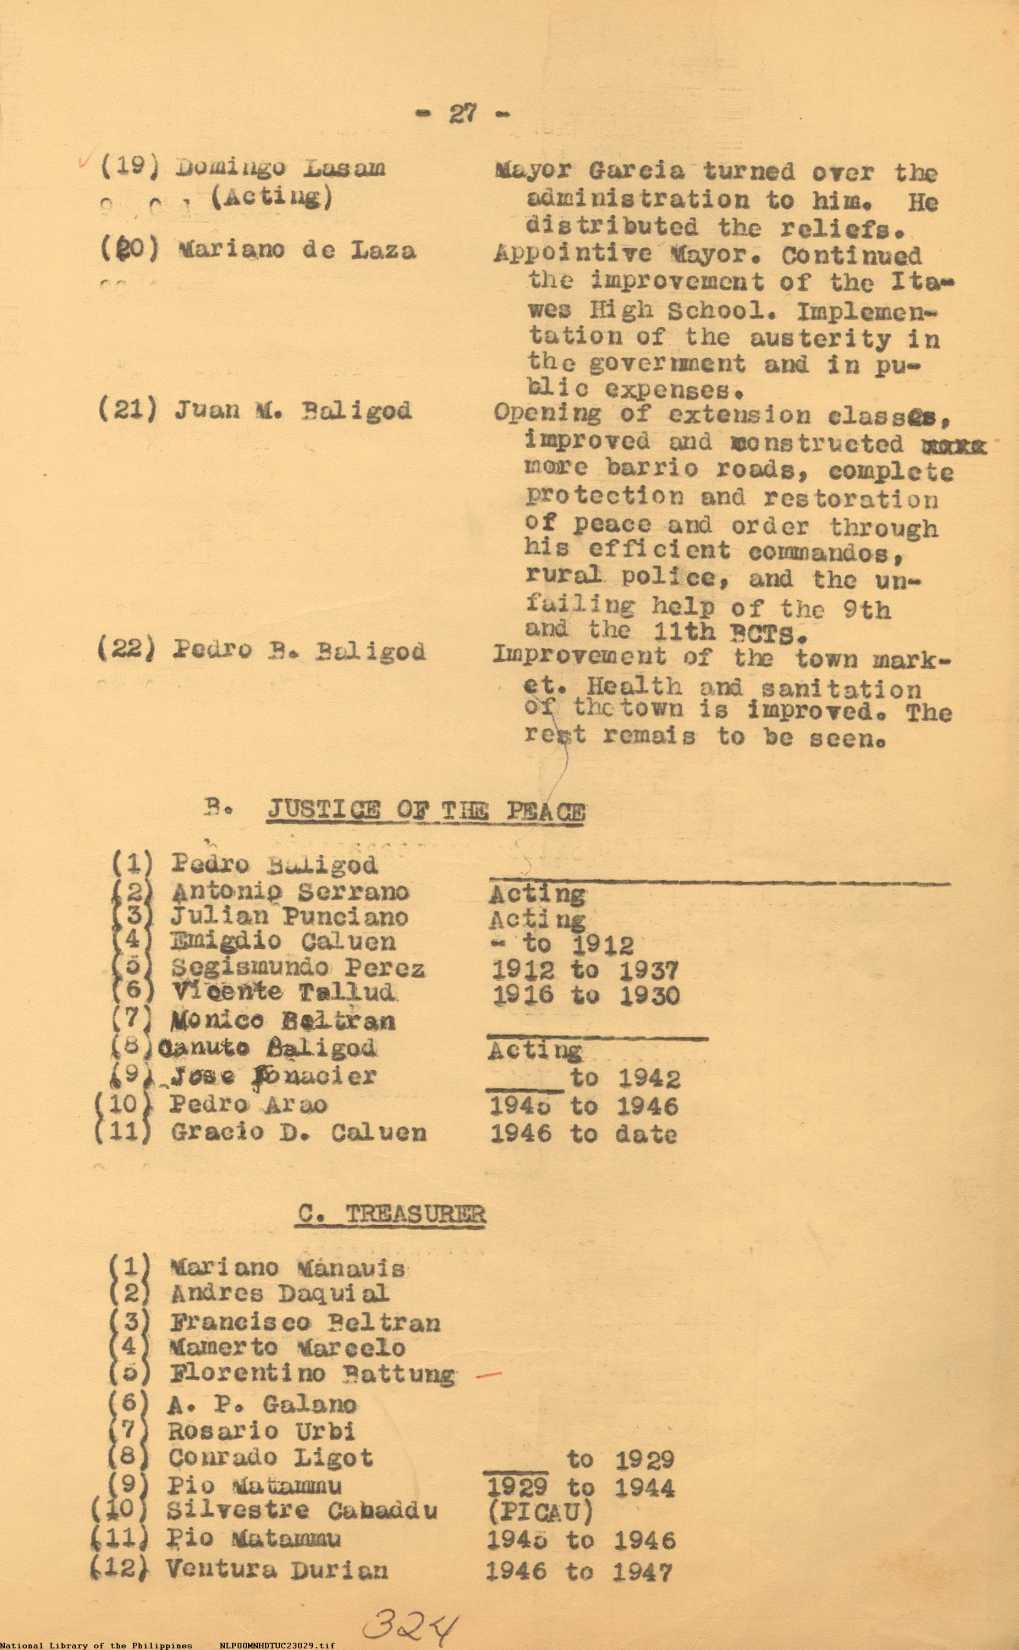 - 27 -
(19) Domingo Lasam Mayor Garcia turned over the
(Acting) administration to him. He
distributed the reliefs.
(20) Mariano de Laza Appointive Mayor. Continued
the improvement of the Ita-
wes High School. Implemen-
tation of the austerity in
the government and in pu-
blic expenses.
(21) Juan M. Baligod Opening of extension classes,
improved and constructed
more barrio roads, complete
protection and restoration
of peace and order through
his efficient commandos,
rural police, and the un-
failing help of the 9th
and the 11th BCTS.
(22) Pedro B. Baligod Improvement of the town mark-
et. Health and sanitation
of the town is improved. The
rest remais to be seen.
B. JUSTICE OF THE PEACE
(1) Pedro Baligod
(2) Antonio Serrano Acting
(3) Julian Punciano Acting
(4) Emigdio Caluen - to 1912
(5) Segismundo Perez 1912 to 1937
(6) Vicente Tallud 1916 to 1930
(7) Monico Beltran
(8) Canuto Baligod Acting
(9) Jose Fonacier to 1942
(10) Pedro Arao 1945 to 1946
(11) Gracio D. Caluen 1946 to date
C. TREASURER
(1) Mariano Manauis
(2) Andres Daquial
(3) Francisco Beltran
(4) Mamerto Marcelo
(5) Florentino Battung
(6) A. P. Galano
(7) Rosario Urbi
(8) Conrado Ligot to 1929
(9) Pio Matammu 1929 to 1944
(10) Silvestre Cabaddu (PICAU)
(11) Pio Matammu 1945 to 1946
(12) Ventura Durian 1946 to 1947
324
National Library of the Philippines NLP00MNHDTUC23029.tif